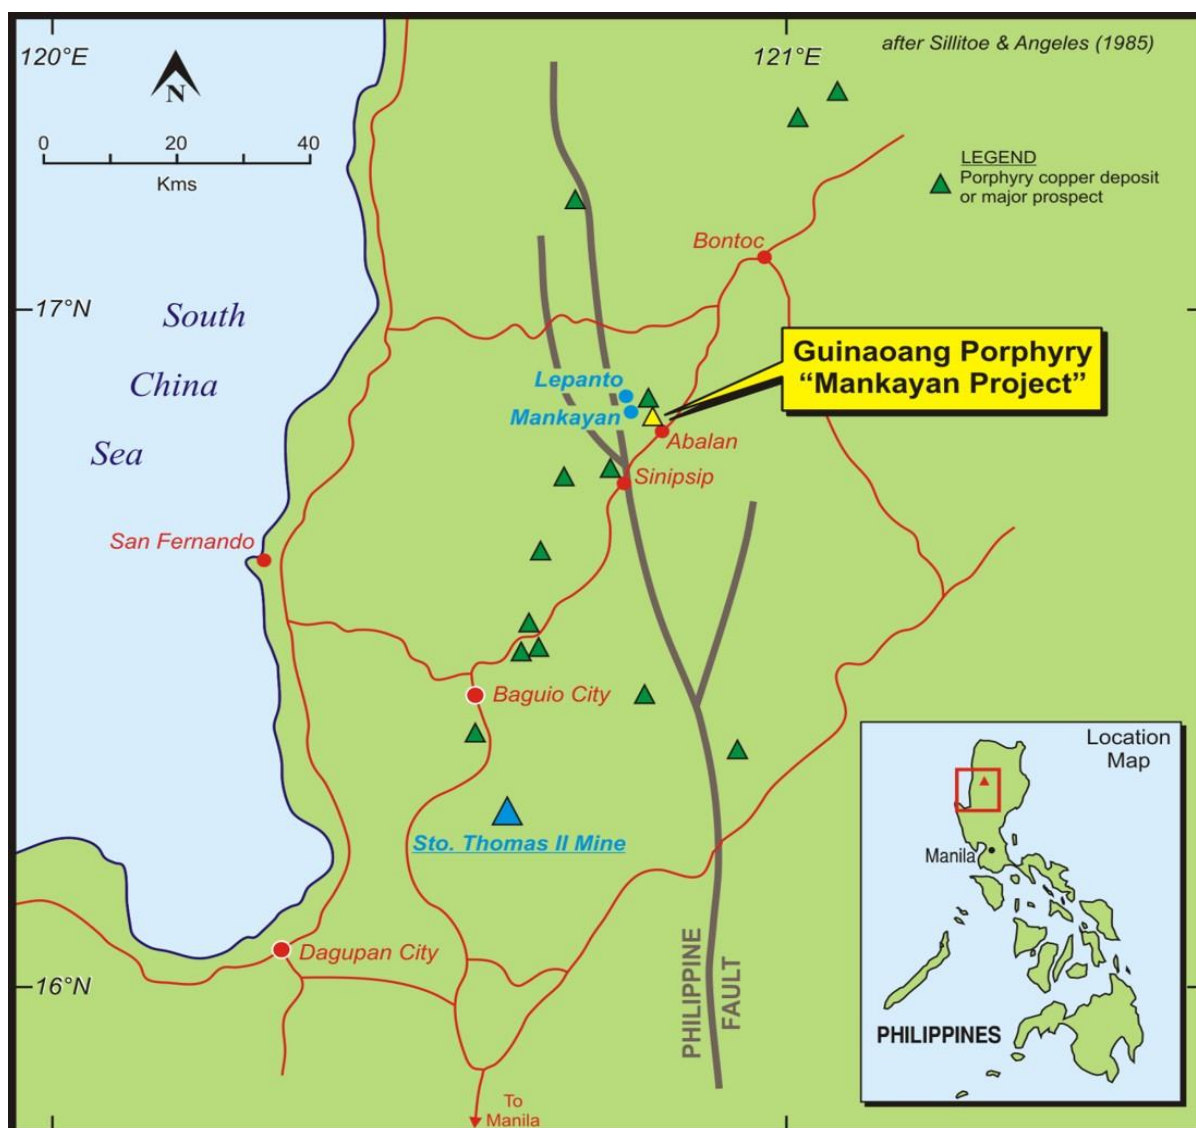 120°E
121°E
after Sillitoe & Angeles (1985)
N
0 20 40
Kms
LEGEND
Porphyry copper deposit
or major prospect
Bontoc
17°N
South
China
Sea
Guinaoang Porphyry
“Mankayan Project”
Lepanto
Mankayan
Abalan
Sinipsip
San Fernando
Baguio City
Sto. Thomas II Mine
Dagupan City
16°N
PHILIPPINE
FAULT
To
Manila
Location
Map
Manila
PHILIPPINES